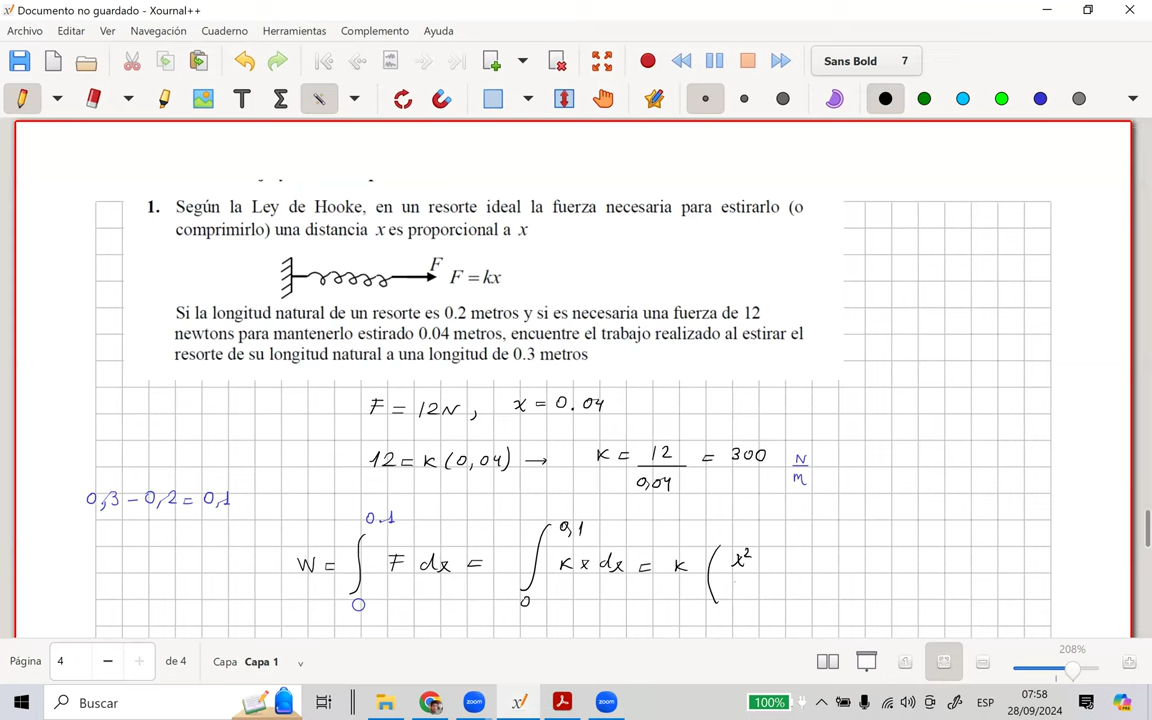 Documento no guardado - Xournal++
Archivo Editar Ver Navegación Cuaderno Herramientas Complemento Ayuda
Sans Bold 7
1. Según la Ley de Hooke, en un resorte ideal la fuerza necesaria para estirarlo (o
comprimirlo) una distancia x es proporcional a x
F
F = kx
Si la longitud natural de un resorte es 0.2 metros y si es necesaria una fuerza de 12
newtons para mantenerlo estirado 0.04 metros, encuentre el trabajo realizado al estirar el
resorte de su longitud natural a una longitud de 0.3 metros
F = 12N, x = 0.04
12 = K(0,04) → K = 12/0,04 = 300 N/m
0,3 - 0,2 = 0,1
W = ∫₀^0.1 F dx = ∫₀^0,1 K x dx = K ( x²
Página 4 de 4 Capa Capa 1 208%
Buscar
100% ESP 07:58
28/09/2024